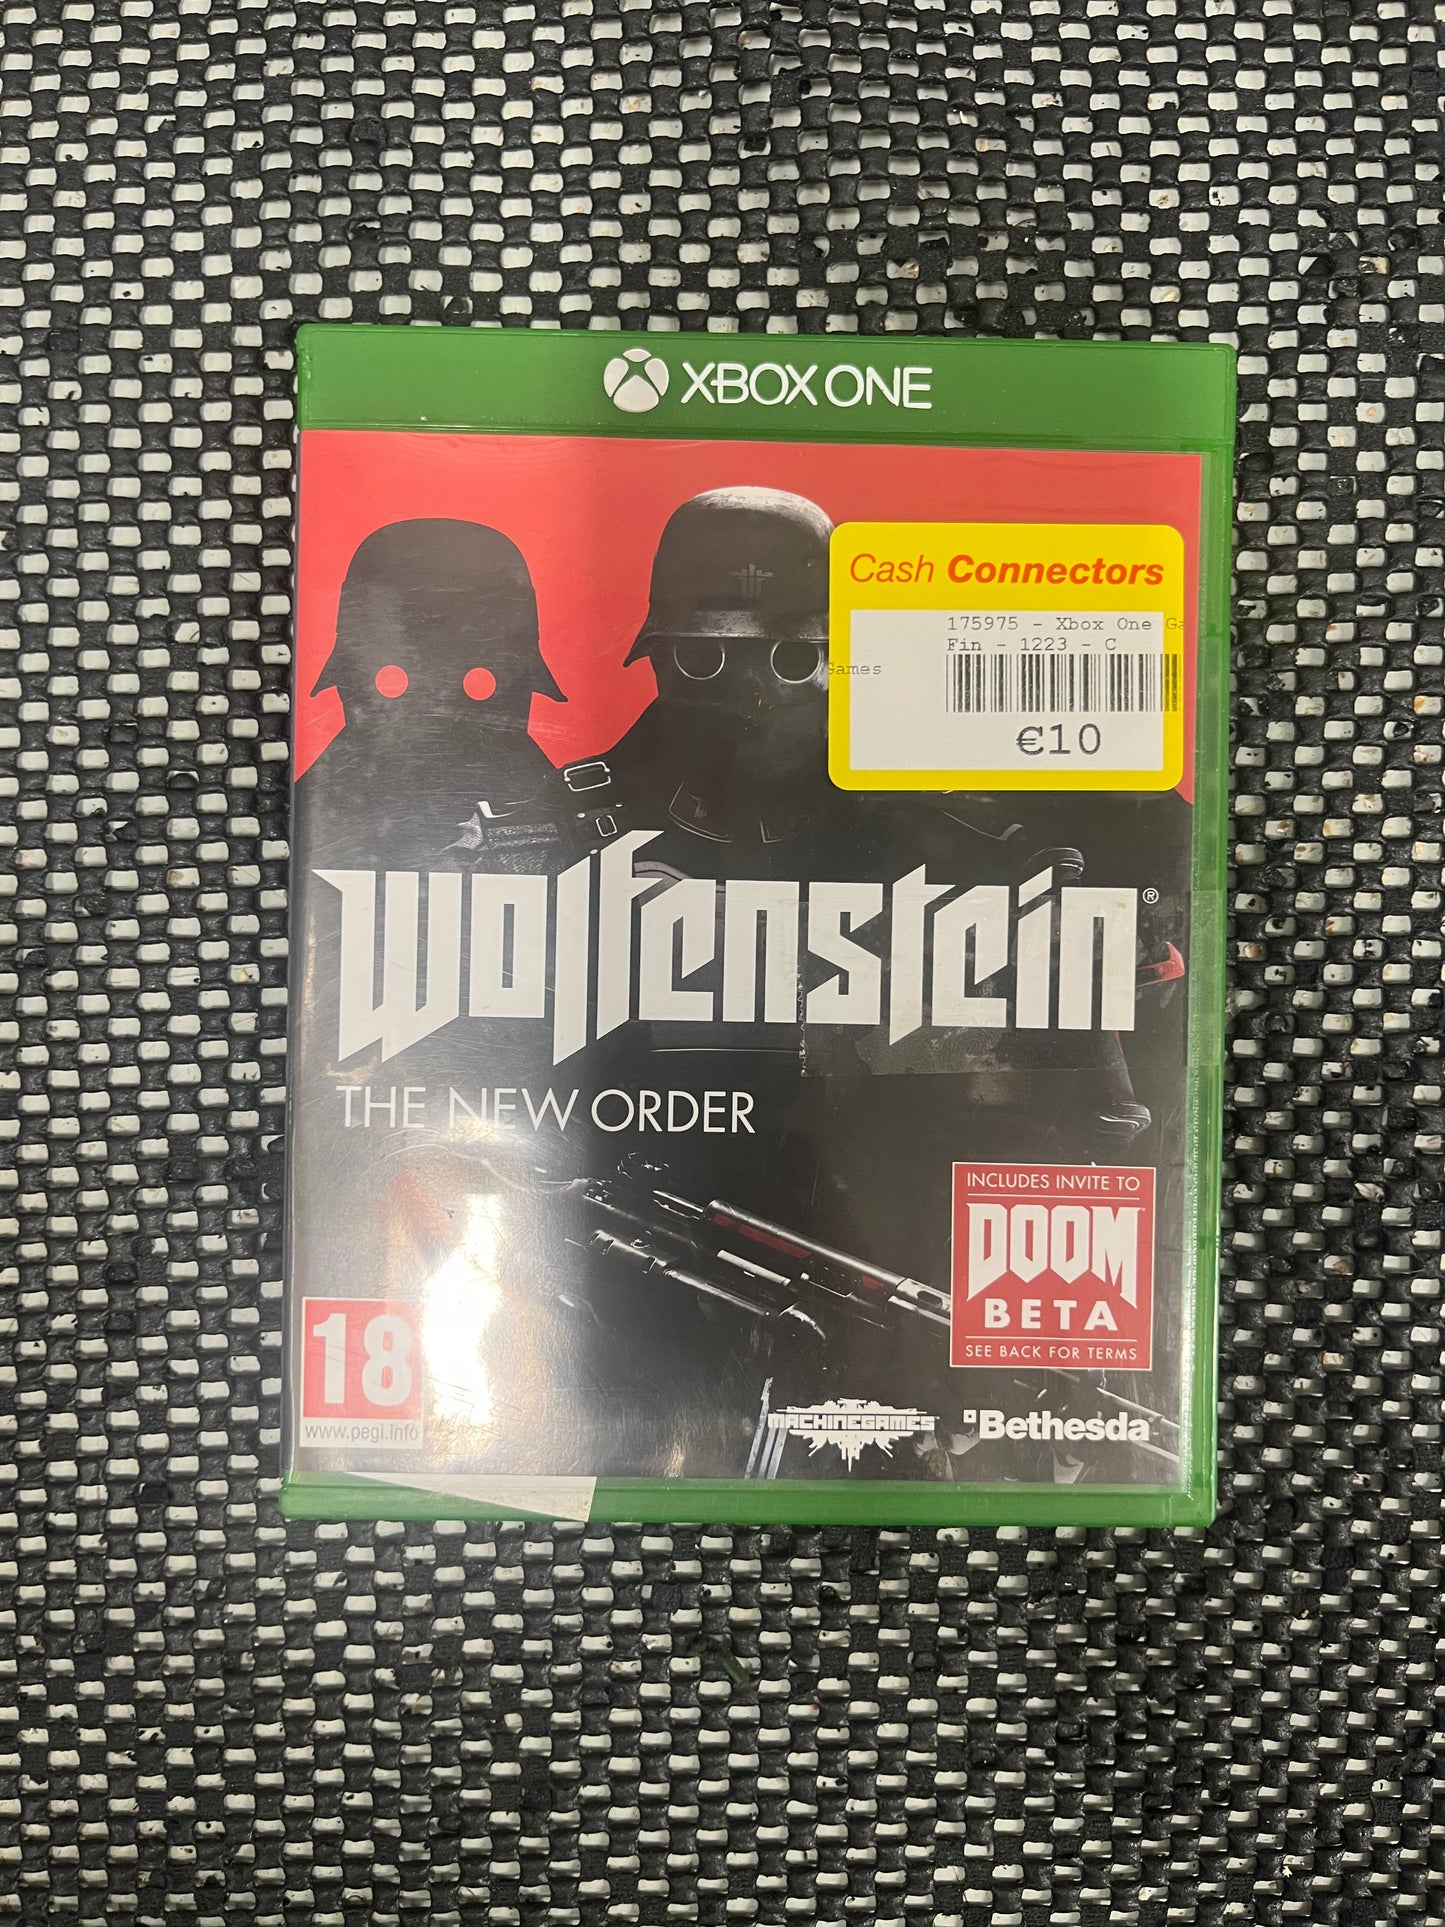 XBOX ONE
Cash Connectors
175975 - Xbox One Ga
Fin - 1223 - C
Games
€10
wolfenstein®
THE NEW ORDER
INCLUDES INVITE TO
DOOM
BETA
SEE BACK FOR TERMS
18
www.pegi.info
MACHINEGAMES
Bethesda